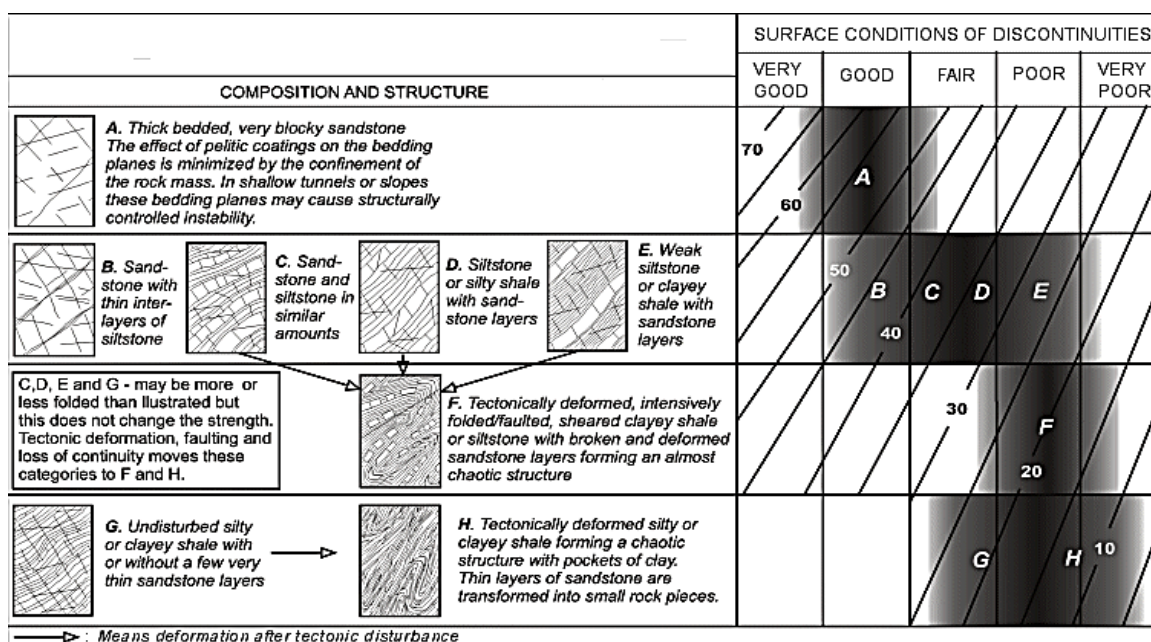 SURFACE CONDITIONS OF DISCONTINUITIES
COMPOSITION AND STRUCTURE
VERY GOOD
GOOD
FAIR
POOR
VERY POOR
A. Thick bedded, very blocky sandstone
The effect of pelitic coatings on the bedding
planes is minimized by the confinement of
the rock mass. In shallow tunnels or slopes
these bedding planes may cause structurally
controlled instability.
70
60
A
B. Sand-
stone with
thin inter-
layers of
siltstone
C. Sand-
stone and
siltstone in
similar
amounts
D. Siltstone
or silty shale
with sand-
stone layers
E. Weak
siltstone
or clayey
shale with
sandstone
layers
50
B
C
D
E
40
C,D, E and G - may be more or
less folded than illustrated but
this does not change the strength.
Tectonic deformation, faulting and
loss of continuity moves these
categories to F and H.
F. Tectonically deformed, intensively
folded/faulted, sheared clayey shale
or siltstone with broken and deformed
sandstone layers forming an almost
chaotic structure
30
F
20
G. Undisturbed silty
or clayey shale with
or without a few very
thin sandstone layers
H. Tectonically deformed silty or
clayey shale forming a chaotic
structure with pockets of clay.
Thin layers of sandstone are
transformed into small rock pieces.
G
H
10
: Means deformation after tectonic disturbance